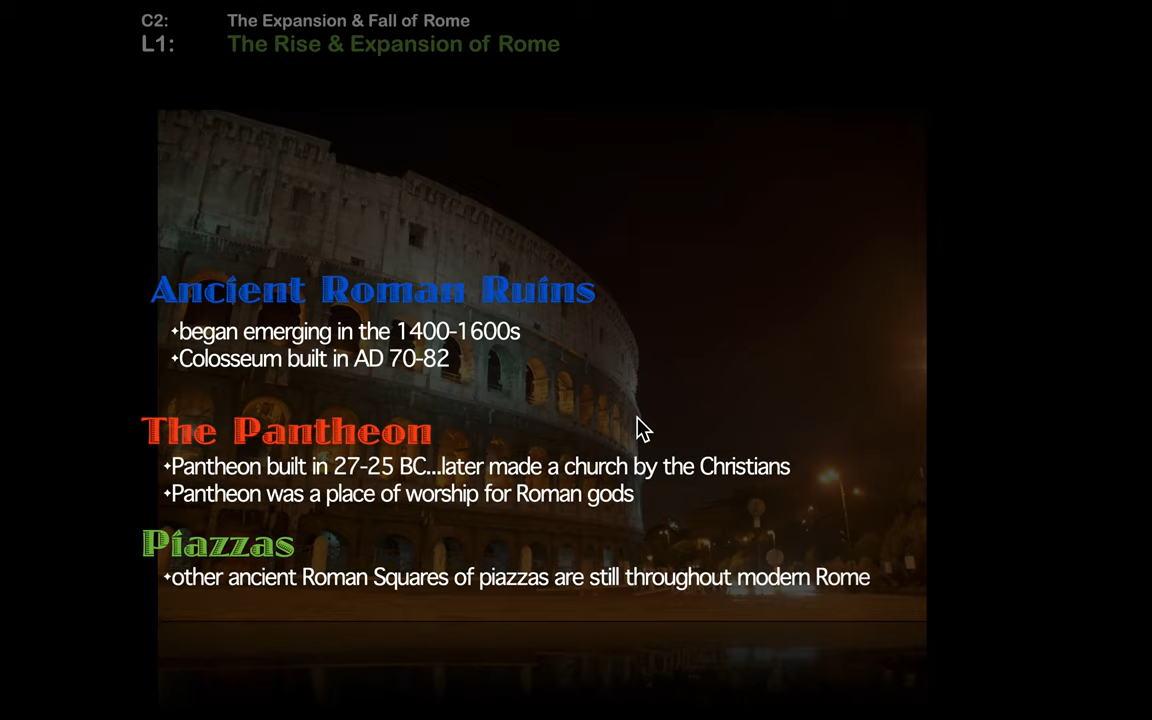 C2: The Expansion & Fall of Rome
L1: The Rise & Expansion of Rome
Ancient Roman Ruins
✦began emerging in the 1400-1600s
✦Colosseum built in AD 70-82
The Pantheon
✦Pantheon built in 27-25 BC...later made a church by the Christians
✦Pantheon was a place of worship for Roman gods
Piazzas
✦other ancient Roman Squares of piazzas are still throughout modern Rome